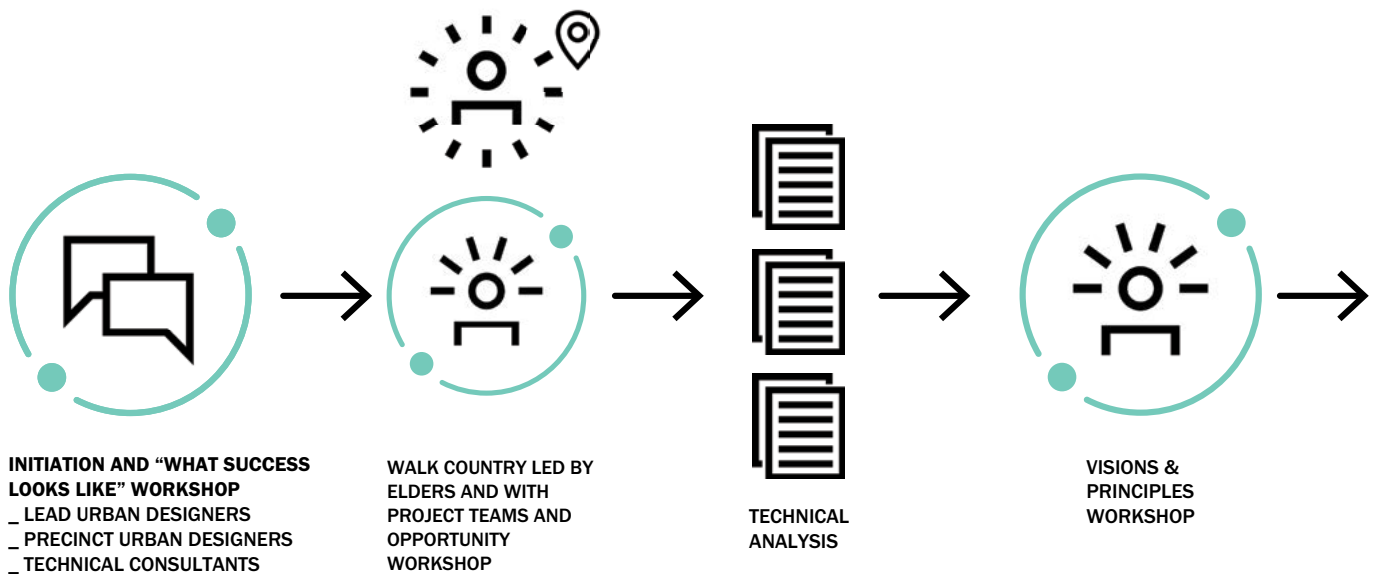 INITIATION AND “WHAT SUCCESS
LOOKS LIKE” WORKSHOP
_ LEAD URBAN DESIGNERS
_ PRECINCT URBAN DESIGNERS
_ TECHNICAL CONSULTANTS
WALK COUNTRY LED BY
ELDERS AND WITH
PROJECT TEAMS AND
OPPORTUNITY
WORKSHOP
TECHNICAL
ANALYSIS
VISIONS &
PRINCIPLES
WORKSHOP